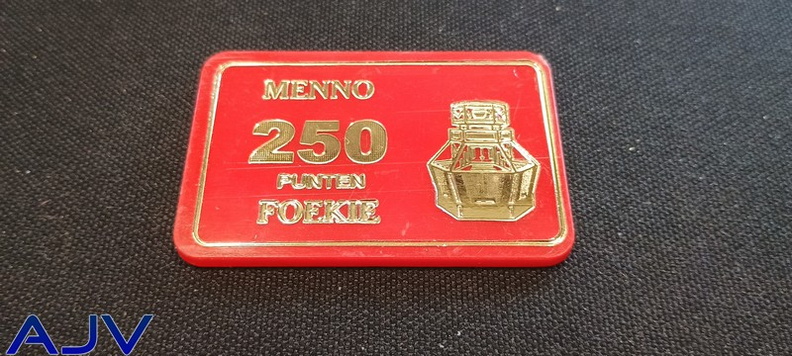 MENNO
250
PUNTEN
FOEKIE
AJV